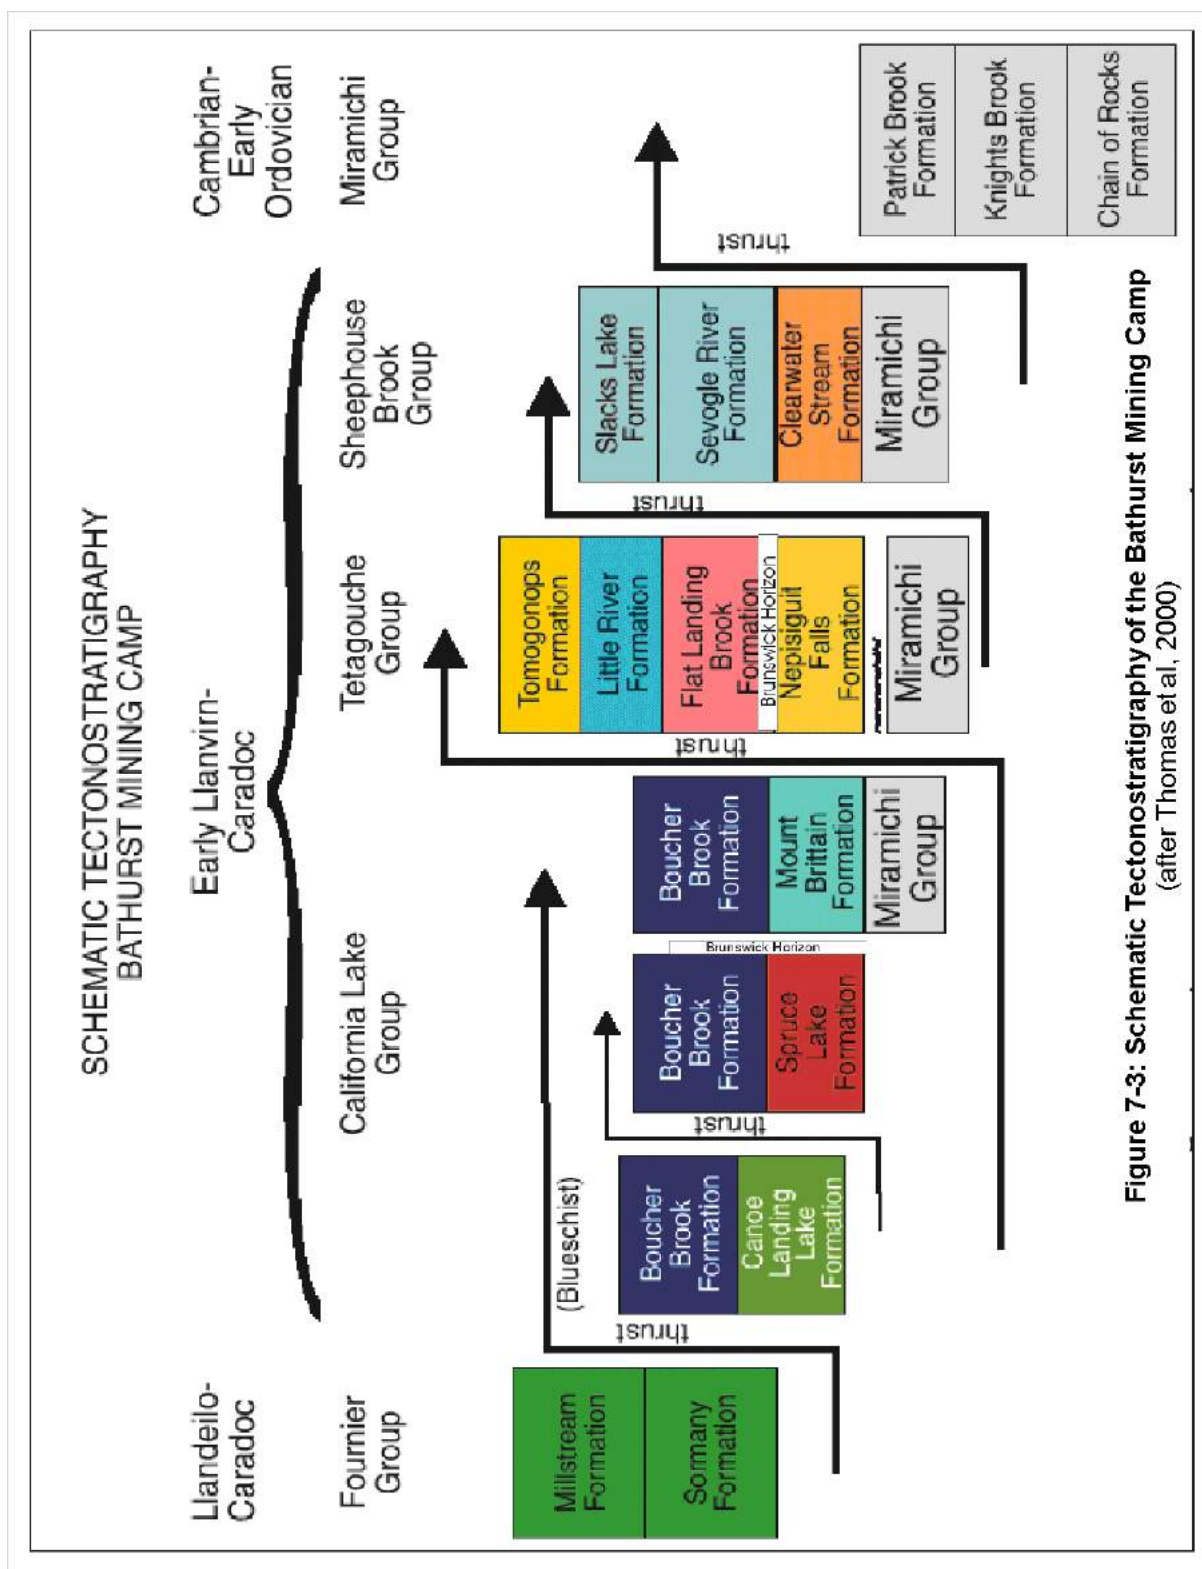 SCHEMATIC TECTONOSTRATIGRAPHY
BATHURST MINING CAMP
Llandeilo-
Caradoc
Early Llanvirn-
Caradoc
Cambrian-
Early
Ordovician
Fournier
Group
California Lake
Group
Tetagouche
Group
Sheephouse
Brook
Group
Miramichi
Group
Millstream
Formation
Sormany
Formation
thrust
(Blueschist)
Boucher
Brook
Formation
Canoe
Landing
Lake
Formation
thrust
Boucher
Brook
Formation
Spruce
Lake
Formation
Brunswick Horizon
Boucher
Brook
Formation
Mount
Brittain
Formation
Miramichi
Group
thrust
Tomogonops
Formation
Little River
Formation
Flat Landing
Brook
Formation
Brunswick Horizon
Nepisiguit
Falls
Formation
Miramichi
Group
thrust
Slacks Lake
Formation
Sevogle River
Formation
Clearwater
Stream
Formation
Miramichi
Group
thrust
Patrick Brook
Formation
Knights Brook
Formation
Chain of Rocks
Formation
Figure 7-3: Schematic Tectonostratigraphy of the Bathurst Mining Camp
(after Thomas et al, 2000)